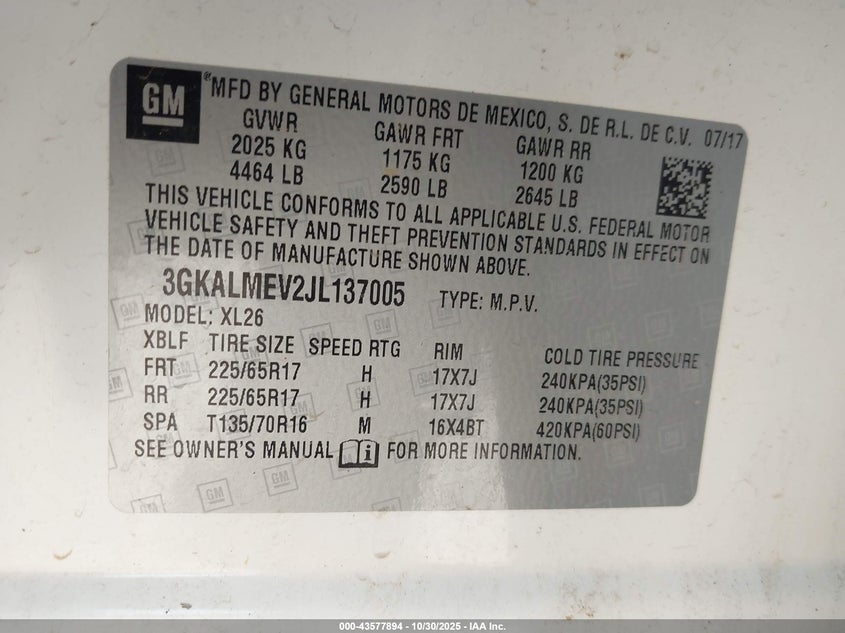 GM
®MFD BY GENERAL MOTORS DE MEXICO, S. DE R.L. DE C.V. 07/17
GVWR GAWR FRT GAWR RR
2025 KG 1175 KG 1200 KG
4464 LB 2590 LB 2645 LB
THIS VEHICLE CONFORMS TO ALL APPLICABLE U.S. FEDERAL MOTOR
VEHICLE SAFETY AND THEFT PREVENTION STANDARDS IN EFFECT ON
THE DATE OF MANUFACTURE SHOWN ABOVE.
3GKALMEV2JL137005 TYPE: M.P.V.
MODEL: XL26
XBLF TIRE SIZE SPEED RTG RIM COLD TIRE PRESSURE
FRT 225/65R17 H 17X7J 240KPA(35PSI)
RR 225/65R17 H 17X7J 240KPA(35PSI)
SPA T135/70R16 M 16X4BT 420KPA(60PSI)
SEE OWNER'S MANUAL i FOR MORE INFORMATION.
000-43577894 - 10/30/2025 - IAA Inc.